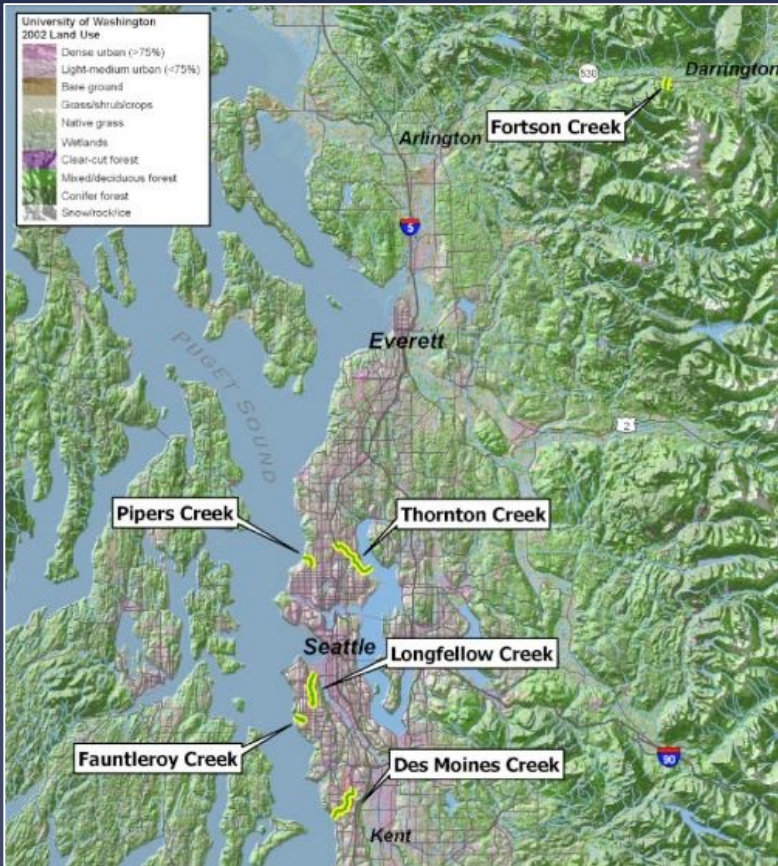 University of Washington
2002 Land Use
Dense urban (>75%)
Light-medium urban (<75%)
Bare ground
Grass/shrub/crops
Native grass
Wetlands
Clear-cut forest
Mixed/deciduous forest
Conifer forest
Snow/rock/ice
530
Darrington
Fortson Creek
Arlington
5
Everett
PUGET SOUND
2
Pipers Creek
Thornton Creek
Seattle
Longfellow Creek
Fauntleroy Creek
Des Moines Creek
90
Kent